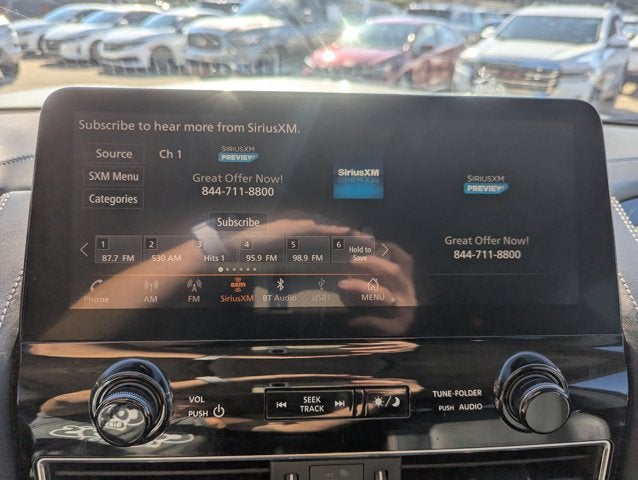 Subscribe to hear more from SiriusXM.
Source
Ch 1
SIRIUSXM
PREVIEW
SXM Menu
Great Offer Now!
844-711-8800
Categories
SiriusXM
SIRIUSXM
PREVIEW
Great Offer Now!
844-711-8800
Subscribe
1
87.7 FM
2
530 AM
3
Hits 1
4
95.9 FM
5
98.9 FM
6
Hold to
Save
Phone
AM
FM
sxm
SiriusXM
BT Audio
USB1
MENU
VOL
PUSH
SEEK
TRACK
TUNE·FOLDER
PUSH AUDIO